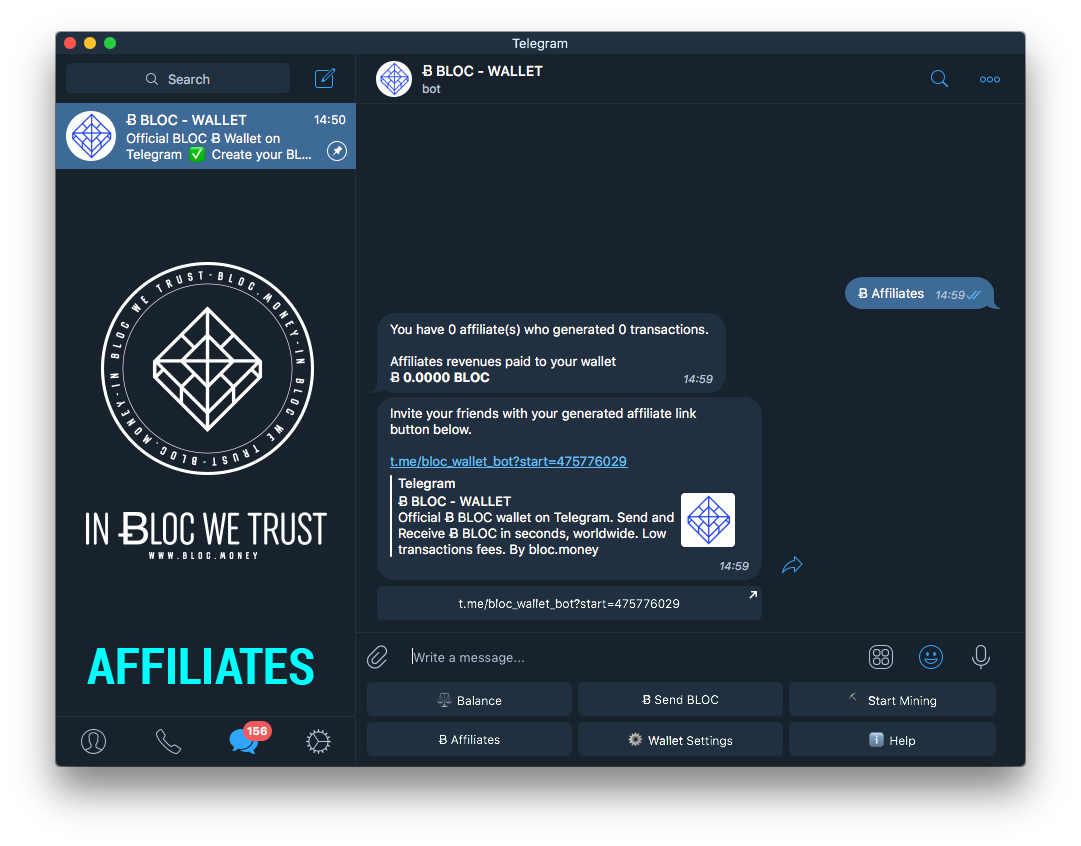 Telegram
Search
Ƀ BLOC - WALLET
14:50
Official BLOC Ƀ Wallet on
Telegram ✅ Create your BL...
IN BLOC WE TRUST·BLOC.MONEY·IN BLOC WE TRUST·BLOC.MONEY·
IN ɃLOC WE TRUST
WWW.BLOC.MONEY
AFFILIATES
156
Ƀ BLOC - WALLET
bot
Ƀ Affiliates 14:59
You have 0 affiliate(s) who generated 0 transactions.
Affiliates revenues paid to your wallet
Ƀ 0.0000 BLOC
14:59
Invite your friends with your generated affiliate link
button below.
t.me/bloc_wallet_bot?start=475776029
Telegram
Ƀ BLOC - WALLET
Official Ƀ BLOC wallet on Telegram. Send and
Receive Ƀ BLOC in seconds, worldwide. Low
transactions fees. By bloc.money
14:59
t.me/bloc_wallet_bot?start=475776029
Write a message...
Balance
Ƀ Send BLOC
Start Mining
Ƀ Affiliates
Wallet Settings
Help